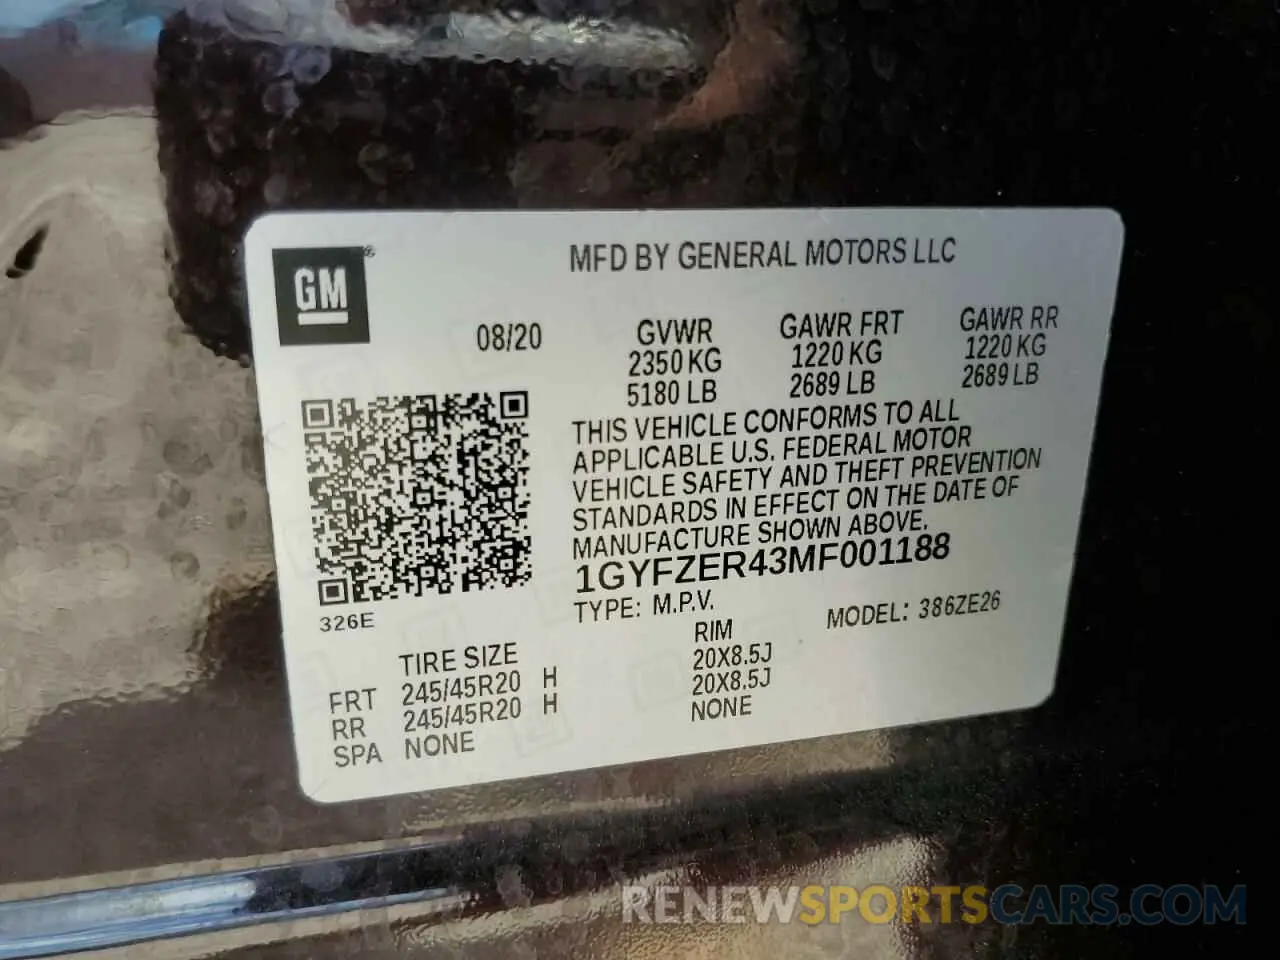 GM®
MFD BY GENERAL MOTORS LLC
08/20 GVWR GAWR FRT GAWR RR
2350 KG 1220 KG 1220 KG
5180 LB 2689 LB 2689 LB
THIS VEHICLE CONFORMS TO ALL
APPLICABLE U.S. FEDERAL MOTOR
VEHICLE SAFETY AND THEFT PREVENTION
STANDARDS IN EFFECT ON THE DATE OF
MANUFACTURE SHOWN ABOVE.
1GYFZER43MF001188
326E
TYPE: M.P.V. MODEL: 386ZE26
TIRE SIZE RIM
FRT 245/45R20 H 20X8.5J
RR 245/45R20 H 20X8.5J
SPA NONE NONE
RENEWSPORTSCARS.COM